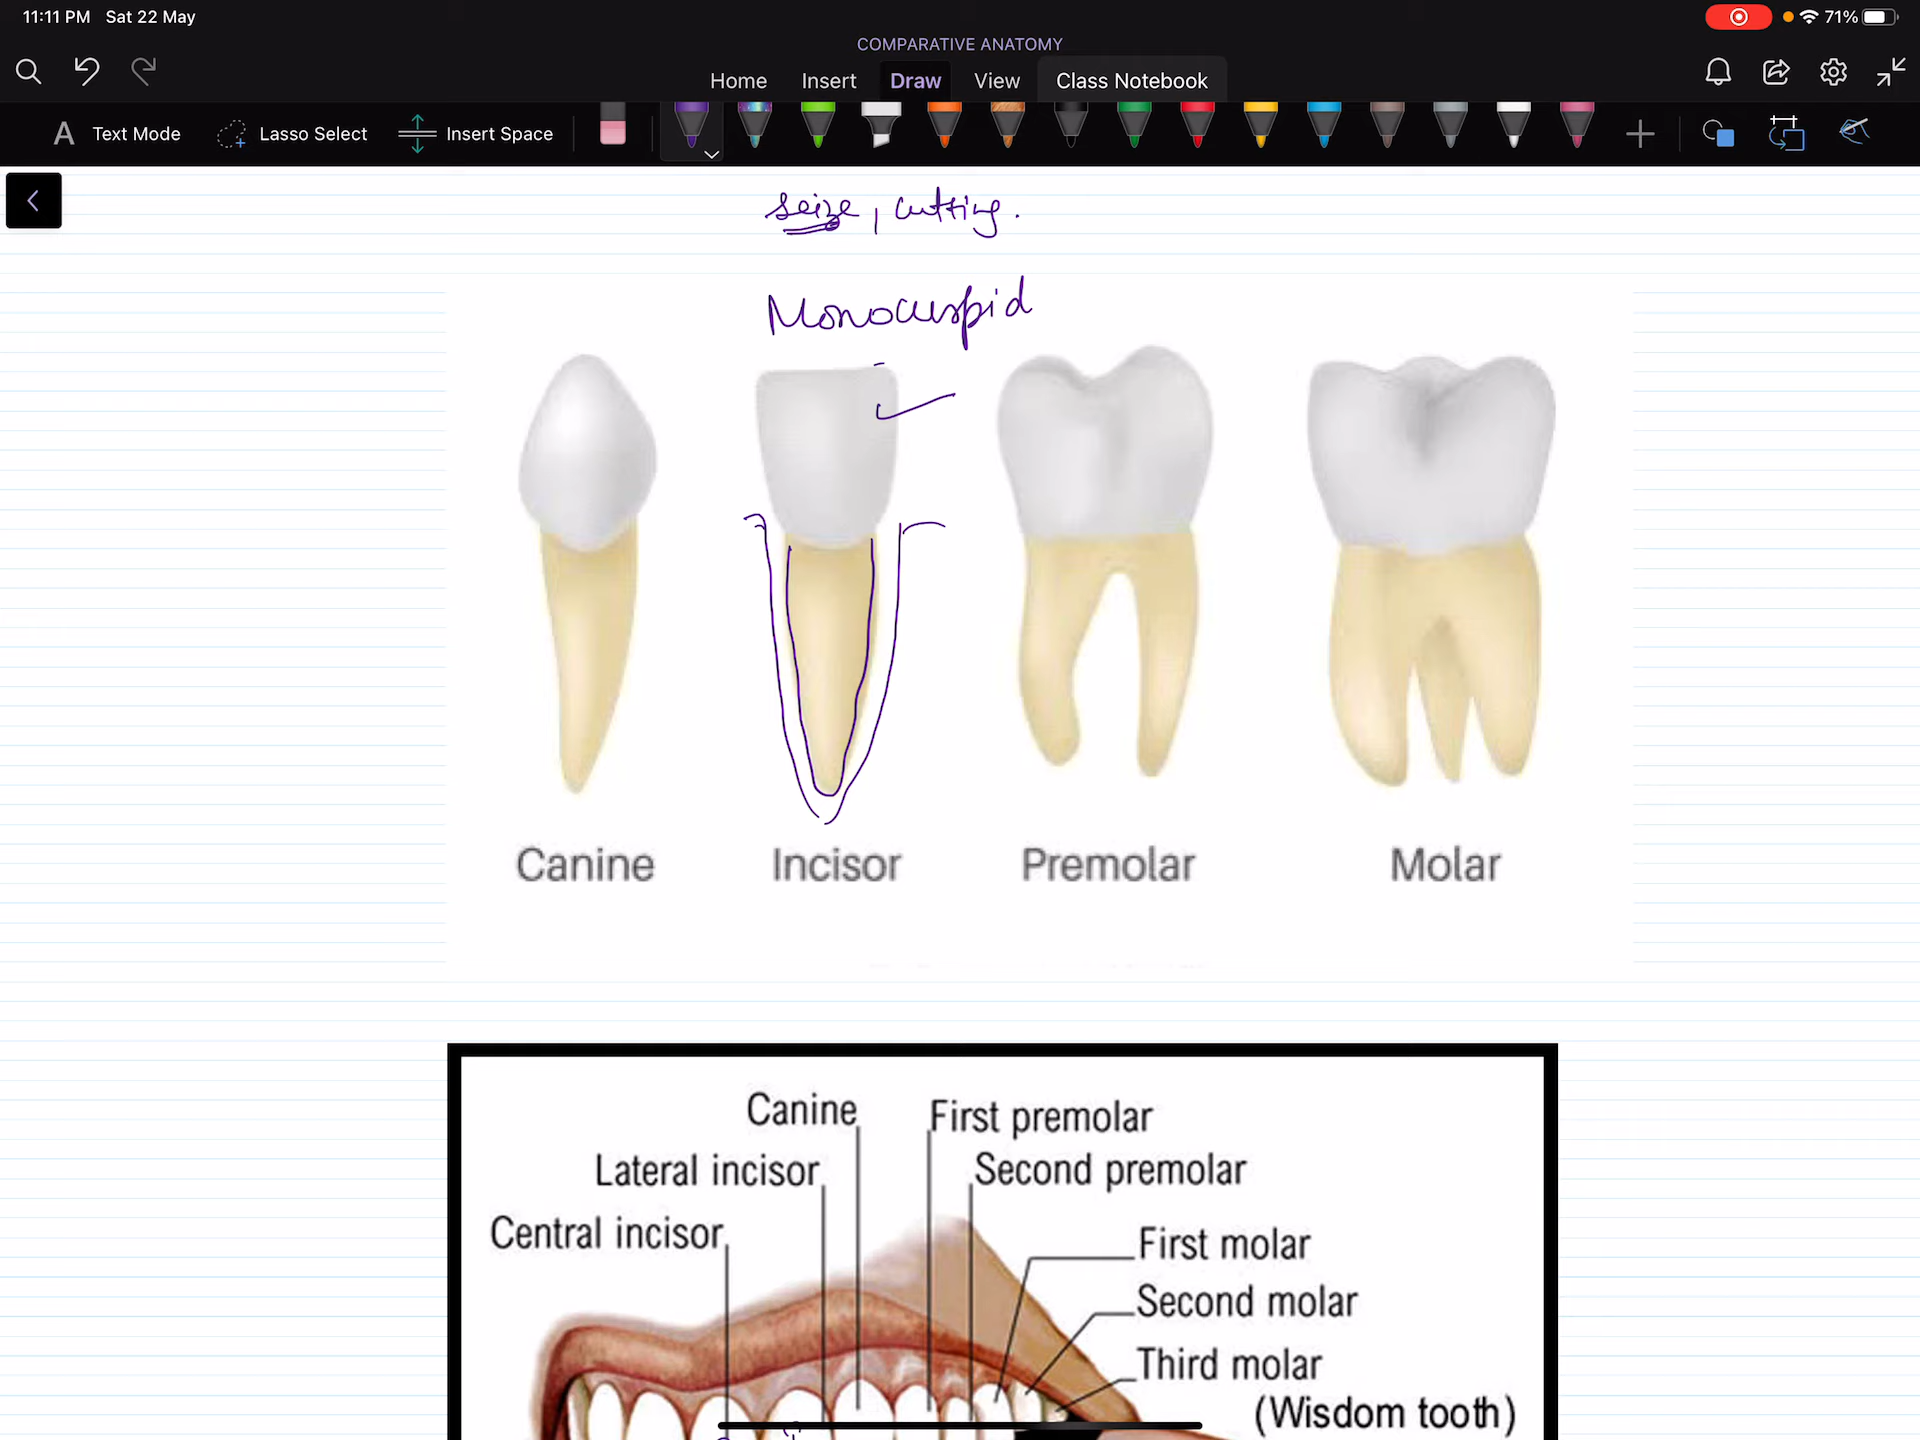 11:11 PM Sat 22 May
71%
COMPARATIVE ANATOMY
Home Insert Draw View Class Notebook
A Text Mode Lasso Select Insert Space
seize, cutting.
Monocuspid
Canine Incisor Premolar Molar
Canine First premolar
Lateral incisor Second premolar
Central incisor First molar
Second molar
Third molar
(Wisdom tooth)